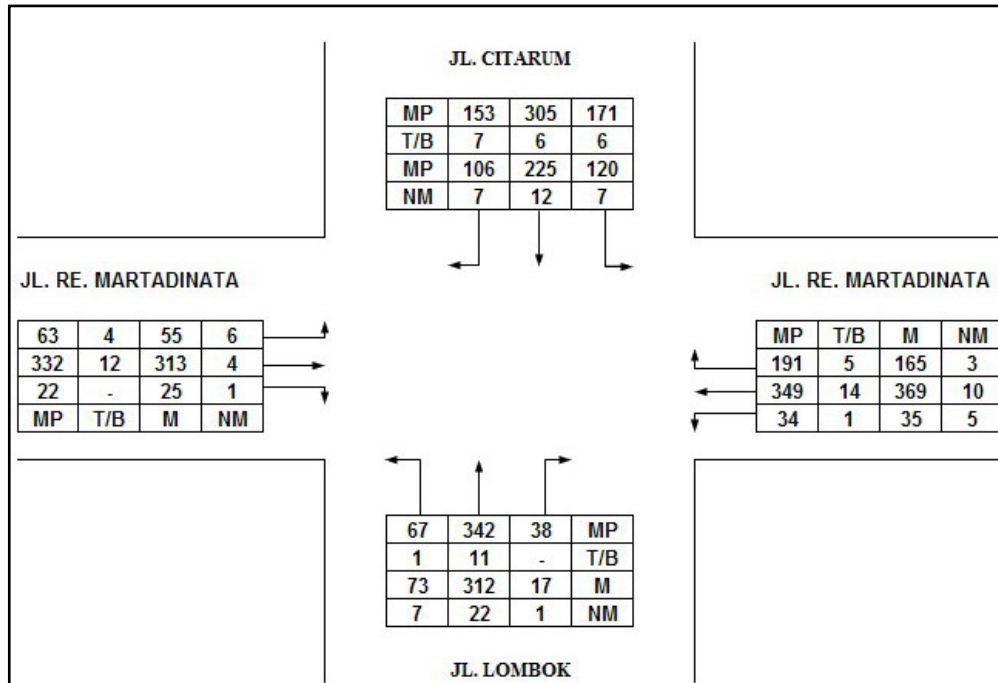 JL. CITARUM
MP 153 305 171
T/B 7 6 6
MP 106 225 120
NM 7 12 7
JL. RE. MARTADINATA
63 4 55 6
332 12 313 4
22 - 25 1
MP T/B M NM
JL. RE. MARTADINATA
MP T/B M NM
191 5 165 3
349 14 369 10
34 1 35 5
67 342 38 MP
1 11 - T/B
73 312 17 M
7 22 1 NM
JL. LOMBOK